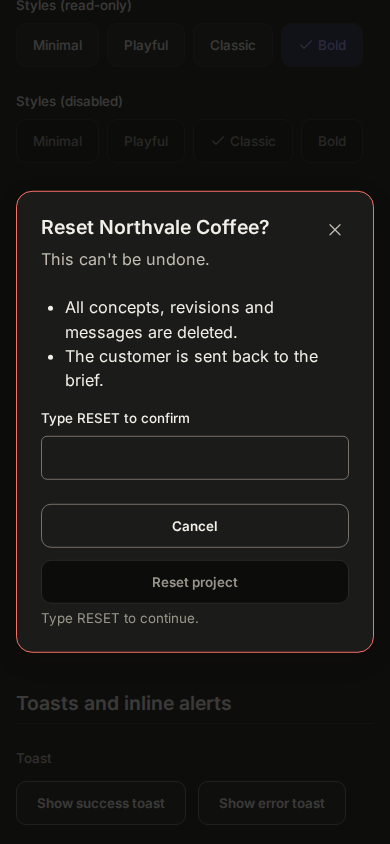 Styles (read-only)
Minimal Playful Classic Bold
Styles (disabled)
Minimal Playful Classic Bold
Reset Northvale Coffee?
This can't be undone.
• All concepts, revisions and
messages are deleted.
• The customer is sent back to the
brief.
Type RESET to confirm
Cancel
Reset project
Type RESET to continue.
Toasts and inline alerts
Toast
Show success toast Show error toast